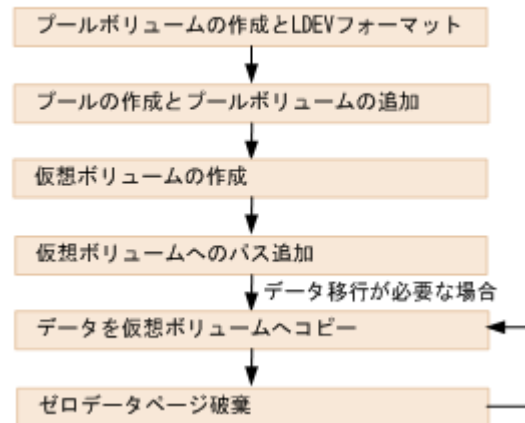 プールボリュームの作成とLDEVフォーマット
プールの作成とプールボリュームの追加
仮想ボリュームの作成
仮想ボリュームへのパス追加
データ移行が必要な場合
データを仮想ボリュームへコピー
ゼロデータページ破棄